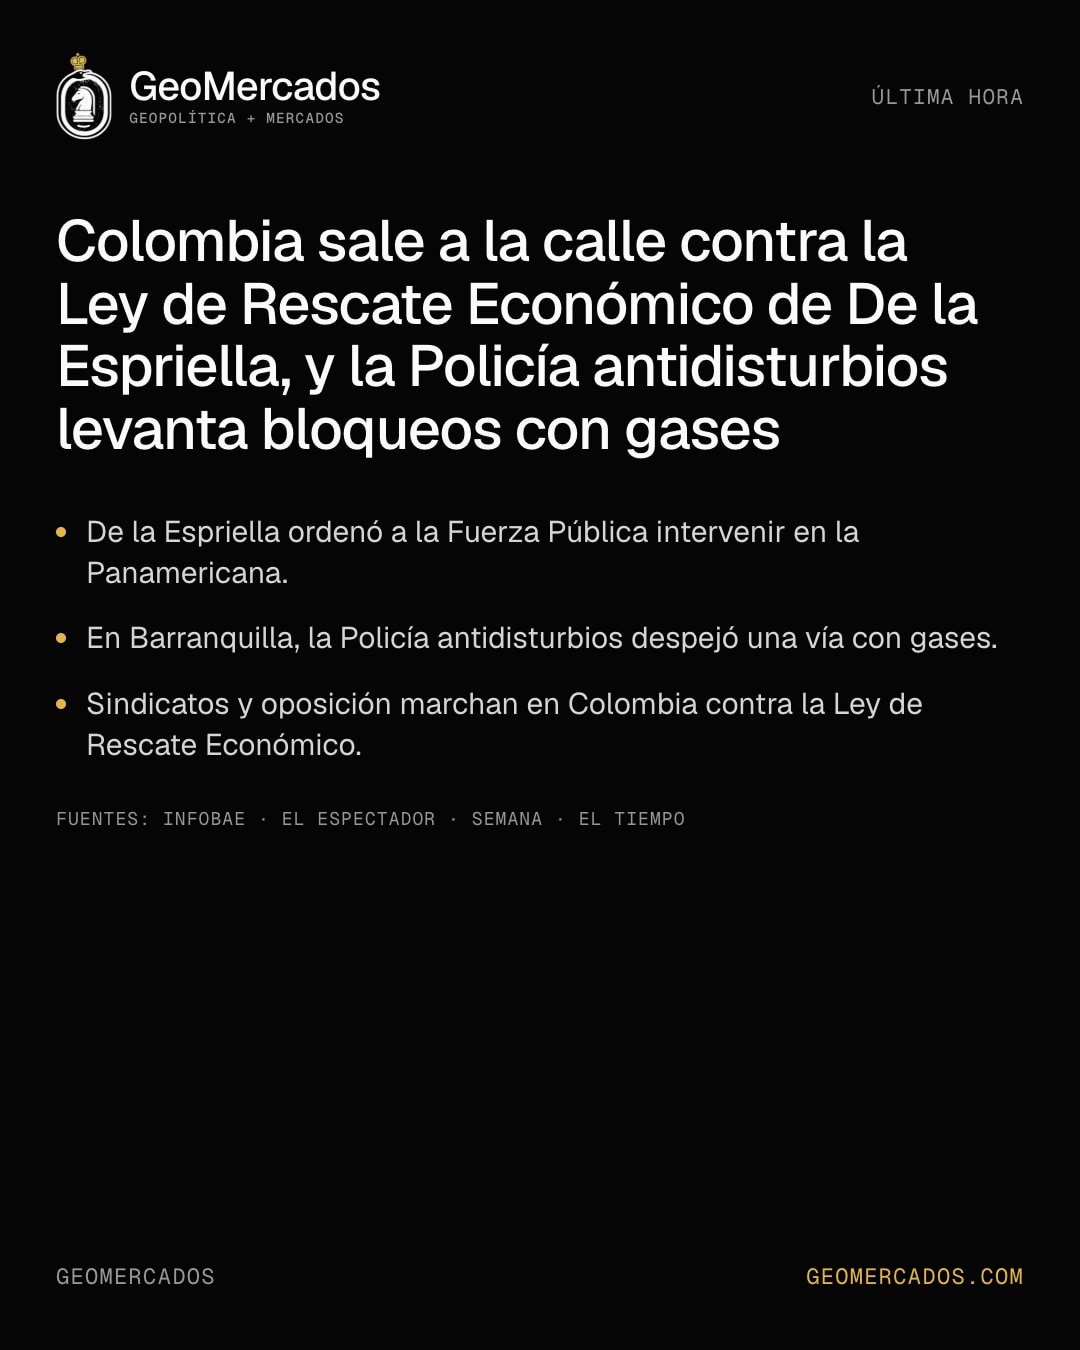 GeoMercados
GEOPOLÍTICA + MERCADOS
ÚLTIMA HORA
Colombia sale a la calle contra la
Ley de Rescate Económico de De la
Espriella, y la Policía antidisturbios
levanta bloqueos con gases
• De la Espriella ordenó a la Fuerza Pública intervenir en la
Panamericana.
• En Barranquilla, la Policía antidisturbios despejó una vía con gases.
• Sindicatos y oposición marchan en Colombia contra la Ley de
Rescate Económico.
FUENTES: INFOBAE · EL ESPECTADOR · SEMANA · EL TIEMPO
GEOMERCADOS
GEOMERCADOS.COM